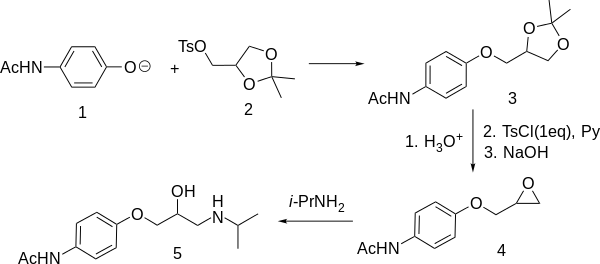 AcHN
O⊖
1
+
TsO
O
O
2
O
O
O
AcHN
3
1. H₃O⁺
2. TsCl(1eq), Py
3. NaOH
O
O
AcHN
4
i-PrNH₂
OH
O
H
N
AcHN
5